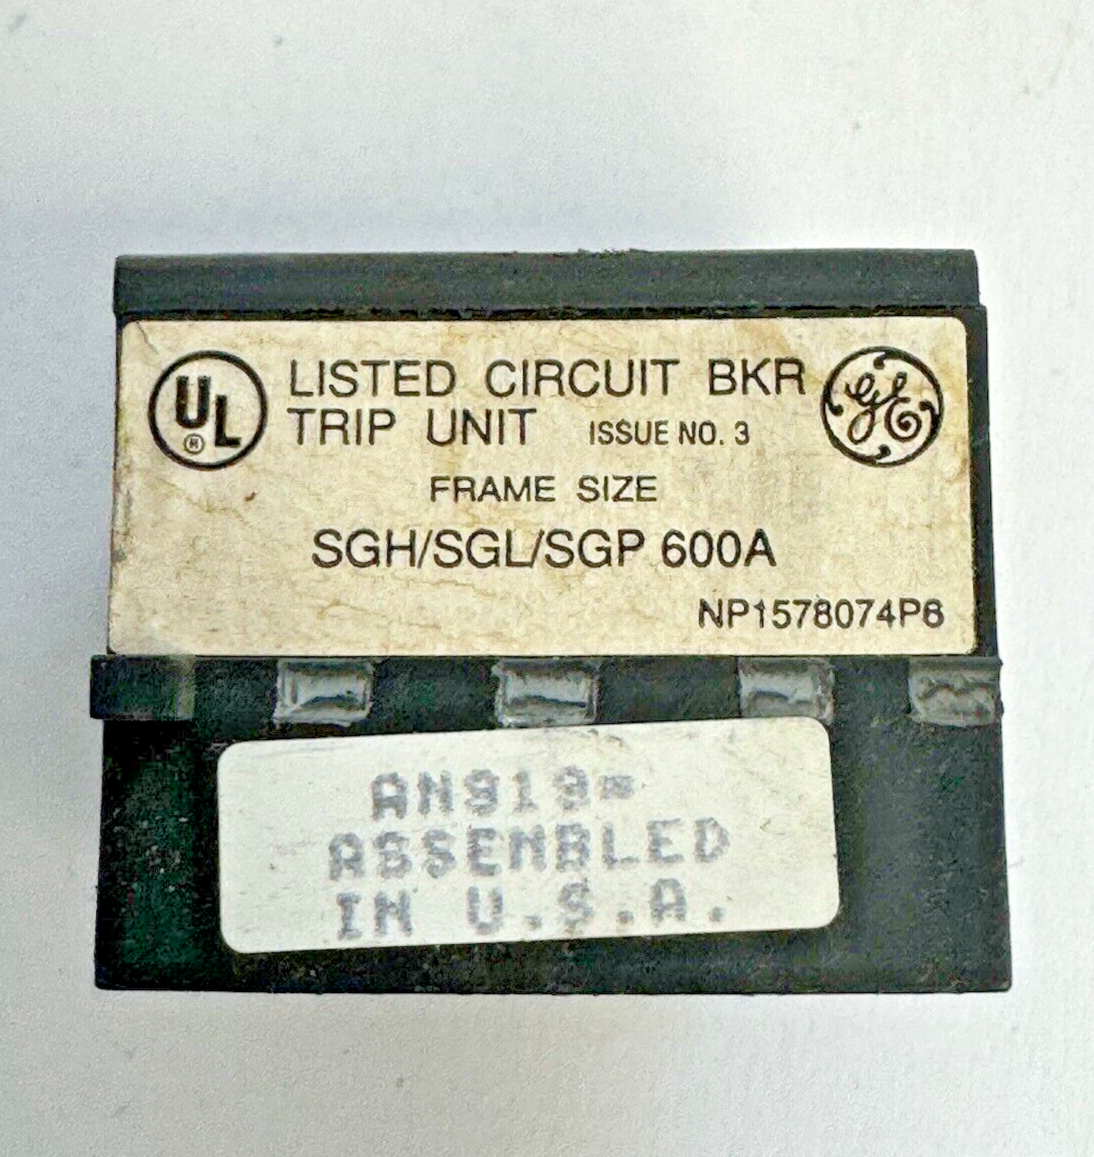 UL® LISTED CIRCUIT BKR GE
TRIP UNIT ISSUE NO. 3
FRAME SIZE
SGH/SGL/SGP 600A
NP1578074P6
AN919*
ASSEMBLED
IN U.S.A.